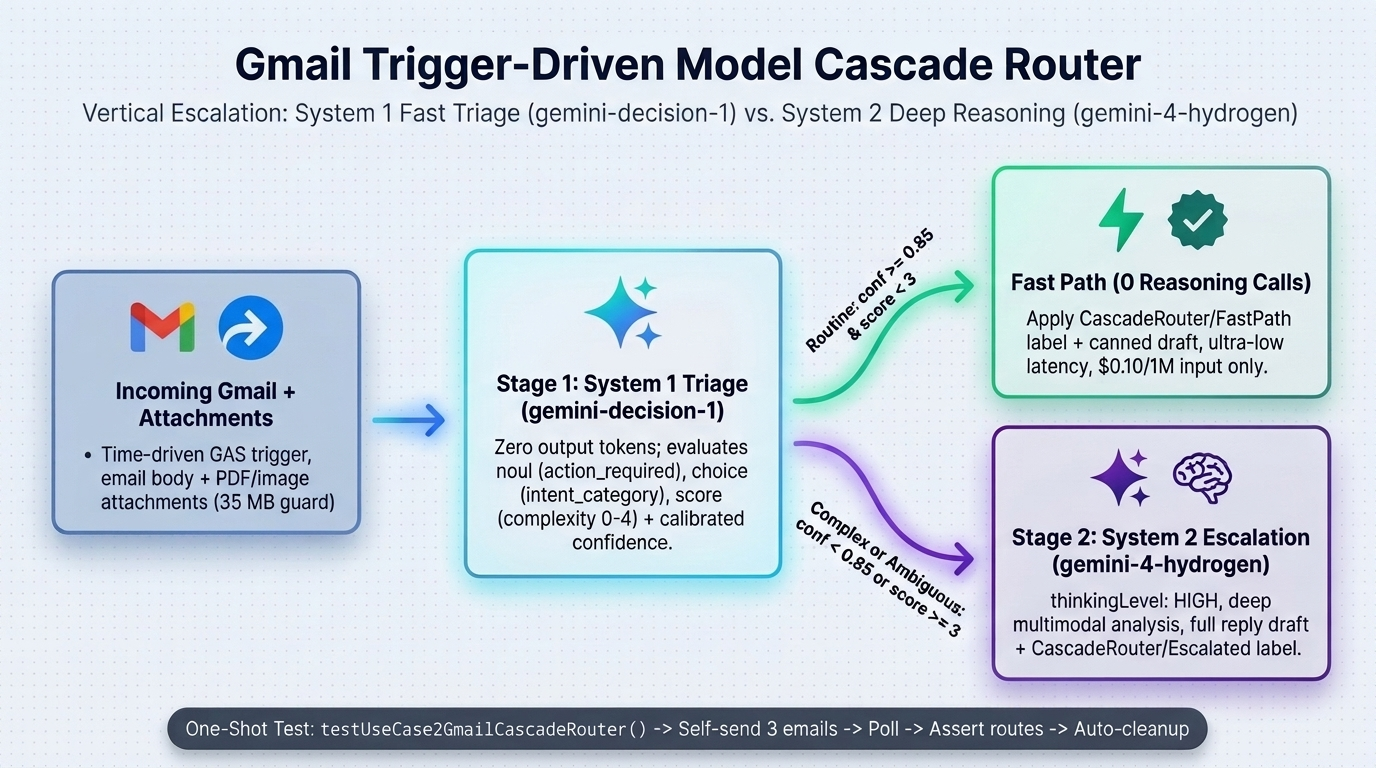 Gmail Trigger-Driven Model Cascade Router
Vertical Escalation: System 1 Fast Triage (gemini-decision-1) vs. System 2 Deep Reasoning (gemini-4-hydrogen)
Incoming Gmail +
Attachments
• Time-driven GAS trigger,
email body + PDF/image
attachments (35 MB guard)
Stage 1: System 1 Triage
(gemini-decision-1)
Zero output tokens; evaluates
noul (action_required), choice
(intent_category), score
(complexity 0-4) + calibrated
confidence.
Routine: conf >= 0.85
& score < 3
Fast Path (0 Reasoning Calls)
Apply CascadeRouter/FastPath
label + canned draft, ultra-low
latency, $0.10/1M input only.
Complex or Ambiguous:
conf < 0.85 or score >= 3
Stage 2: System 2 Escalation
(gemini-4-hydrogen)
thinkingLevel: HIGH, deep
multimodal analysis, full reply draft
+ CascadeRouter/Escalated label.
One-Shot Test: testUseCase2GmailCascadeRouter() -> Self-send 3 emails -> Poll -> Assert routes -> Auto-cleanup